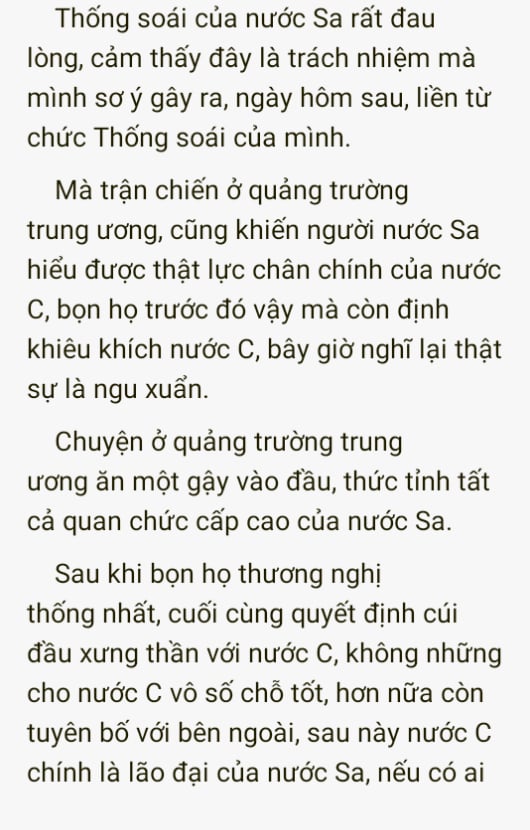 Thống soái của nước Sa rất đau
lòng, cảm thấy đây là trách nhiệm mà
mình sơ ý gây ra, ngày hôm sau, liền từ
chức Thống soái của mình.
Mà trận chiến ở quảng trường
trung ương, cũng khiến người nước Sa
hiểu được thật lực chân chính của nước
C, bọn họ trước đó vậy mà còn định
khiêu khích nước C, bây giờ nghĩ lại thật
sự là ngu xuẩn.
Chuyện ở quảng trường trung
ương ăn một gậy vào đầu, thức tỉnh tất
cả quan chức cấp cao của nước Sa.
Sau khi bọn họ thương nghị
thống nhất, cuối cùng quyết định cúi
đầu xưng thần với nước C, không những
cho nước C vô số chỗ tốt, hơn nữa còn
tuyên bố với bên ngoài, sau này nước C
chính là lão đại của nước Sa, nếu có ai